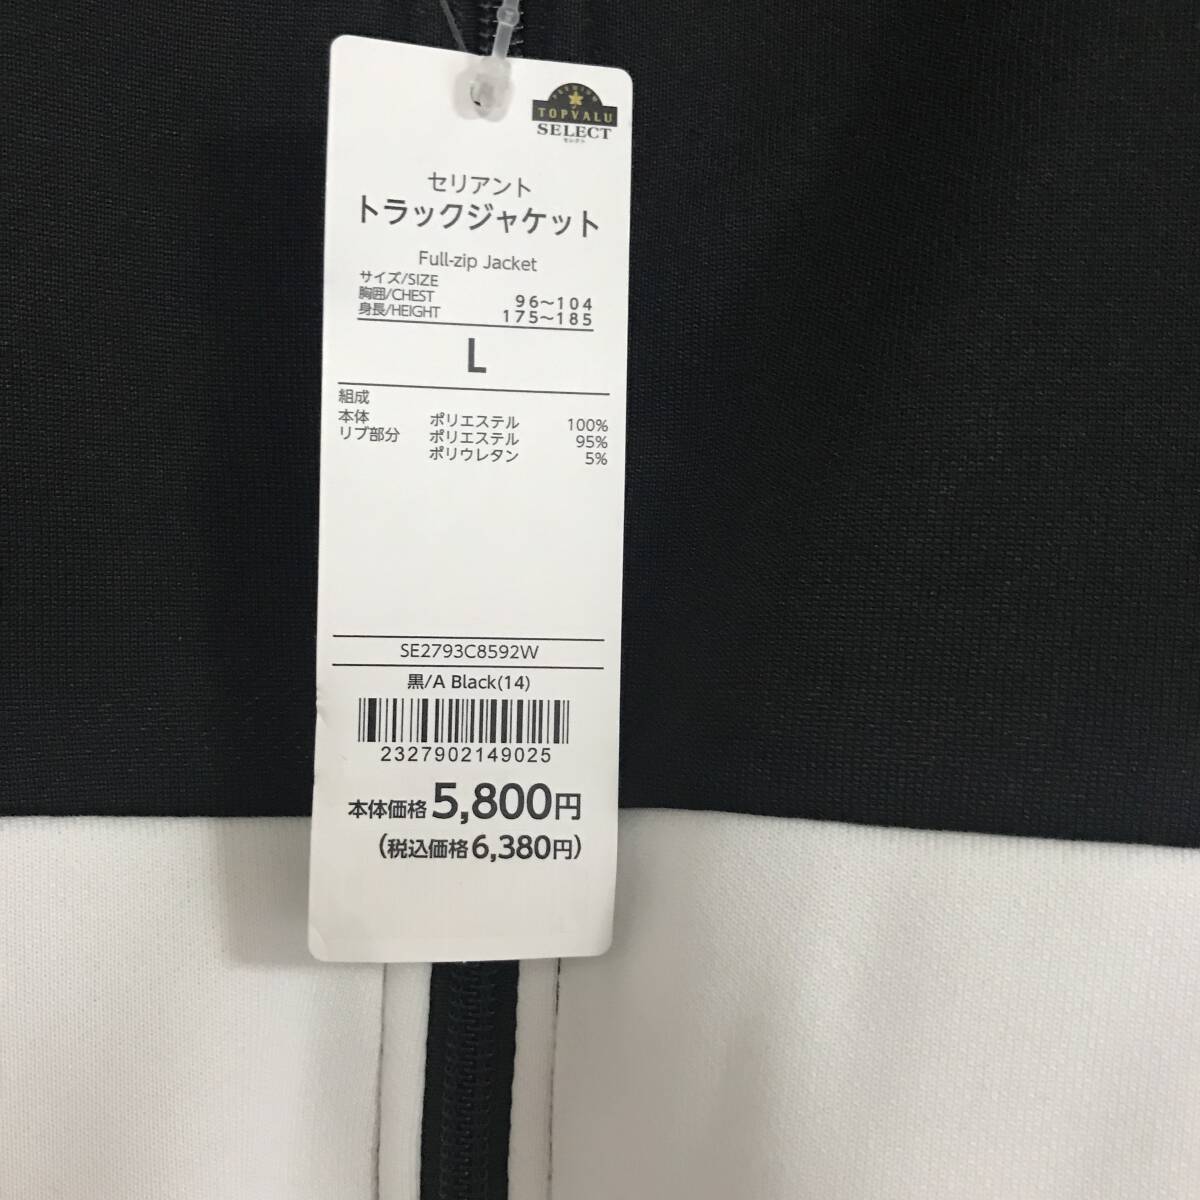 PREMIUM
TOPVALU
SELECT
セレクト
セリアント
トラックジャケット
Full-zip Jacket
サイズ/SIZE
胸囲/CHEST 96〜104
身長/HEIGHT 175〜185
L
組成
本体 ポリエステル 100%
リブ部分 ポリエステル 95%
ポリウレタン 5%
SE2793C8592W
黒/A Black(14)
2327902149025
本体価格5,800円
(税込価格6,380円)